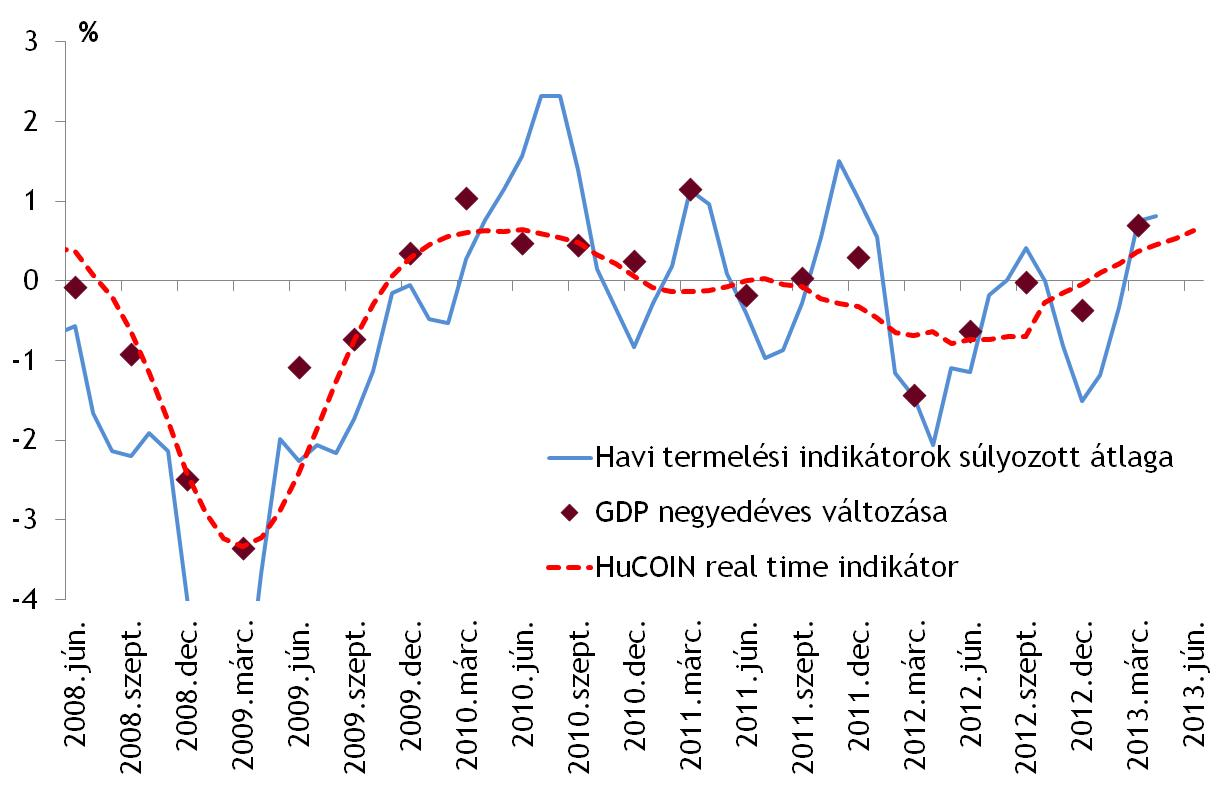 %
3
2
1
0
-1
-2
-3
-4
Havi termelési indikátorok súlyozott átlaga
GDP negyedéves változása
HuCOIN real time indikátor
2008.jún.
2008.szept.
2008.dec.
2009.márc.
2009.jún.
2009.szept.
2009.dec.
2010.márc.
2010.jún.
2010.szept.
2010.dec.
2011.márc.
2011.jún.
2011.szept.
2011.dec.
2012.márc.
2012.jún.
2012.szept.
2012.dec.
2013.márc.
2013.jún.